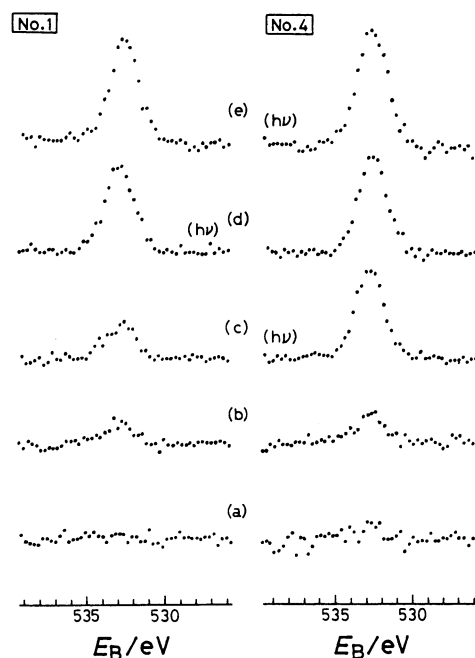 No.1 No.4
(e)
(hν)
(hν) (d)
(c) (hν)
(b)
(a)
535 530 535 530
E_B/eV E_B/eV